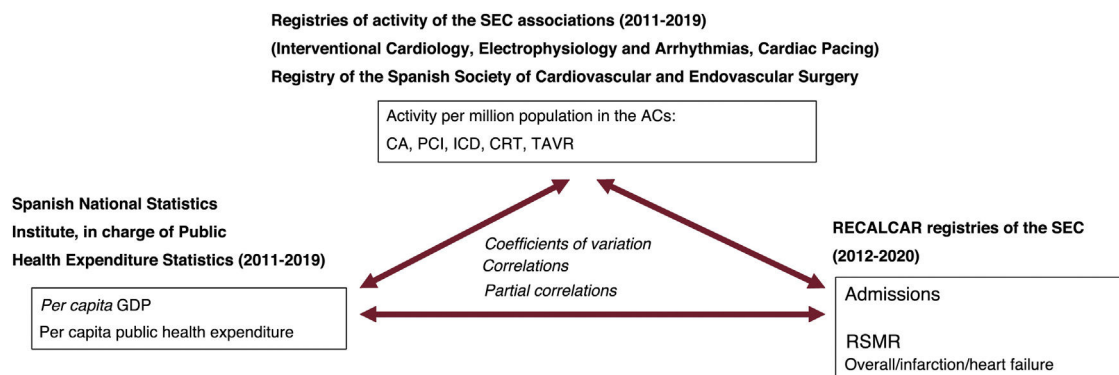 Registries of activity of the SEC associations (2011-2019)
(Interventional Cardiology, Electrophysiology and Arrhythmias, Cardiac Pacing)
Registry of the Spanish Society of Cardiovascular and Endovascular Surgery
Activity per million population in the ACs:
CA, PCI, ICD, CRT, TAVR
Spanish National Statistics
Institute, in charge of Public
Health Expenditure Statistics (2011-2019)
Per capita GDP
Per capita public health expenditure
Coefficients of variation
Correlations
Partial correlations
RECALCAR registries of the SEC
(2012-2020)
Admissions
RSMR
Overall/infarction/heart failure